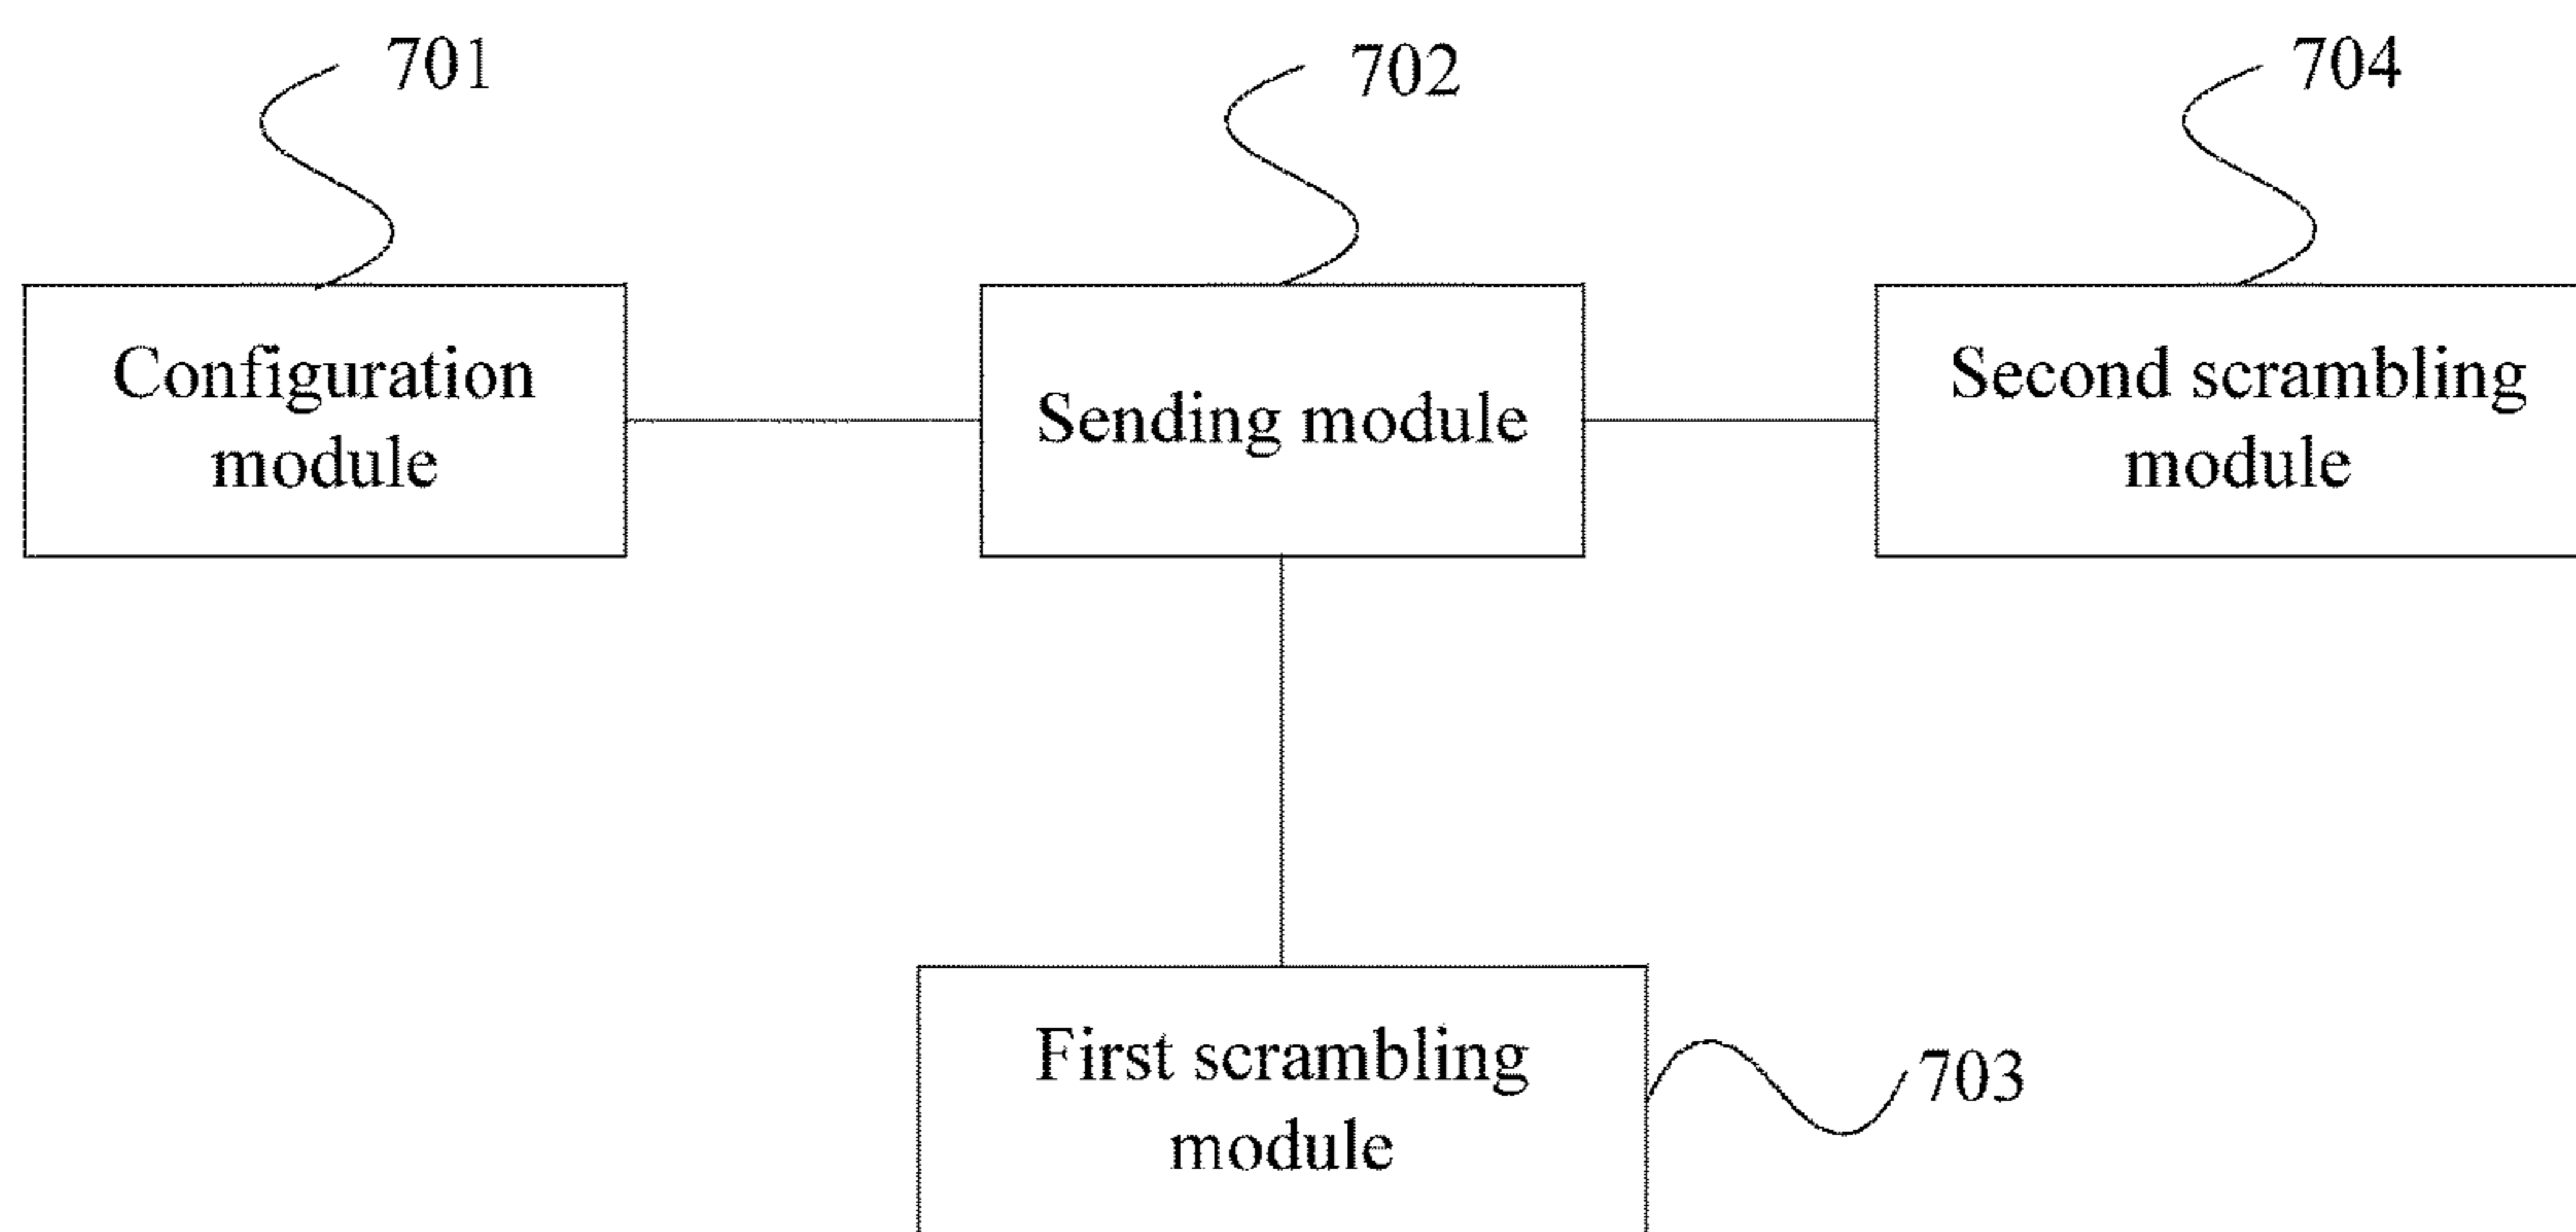 701
702
704
Configuration
module
Sending module
Second scrambling
module
First scrambling
module
703